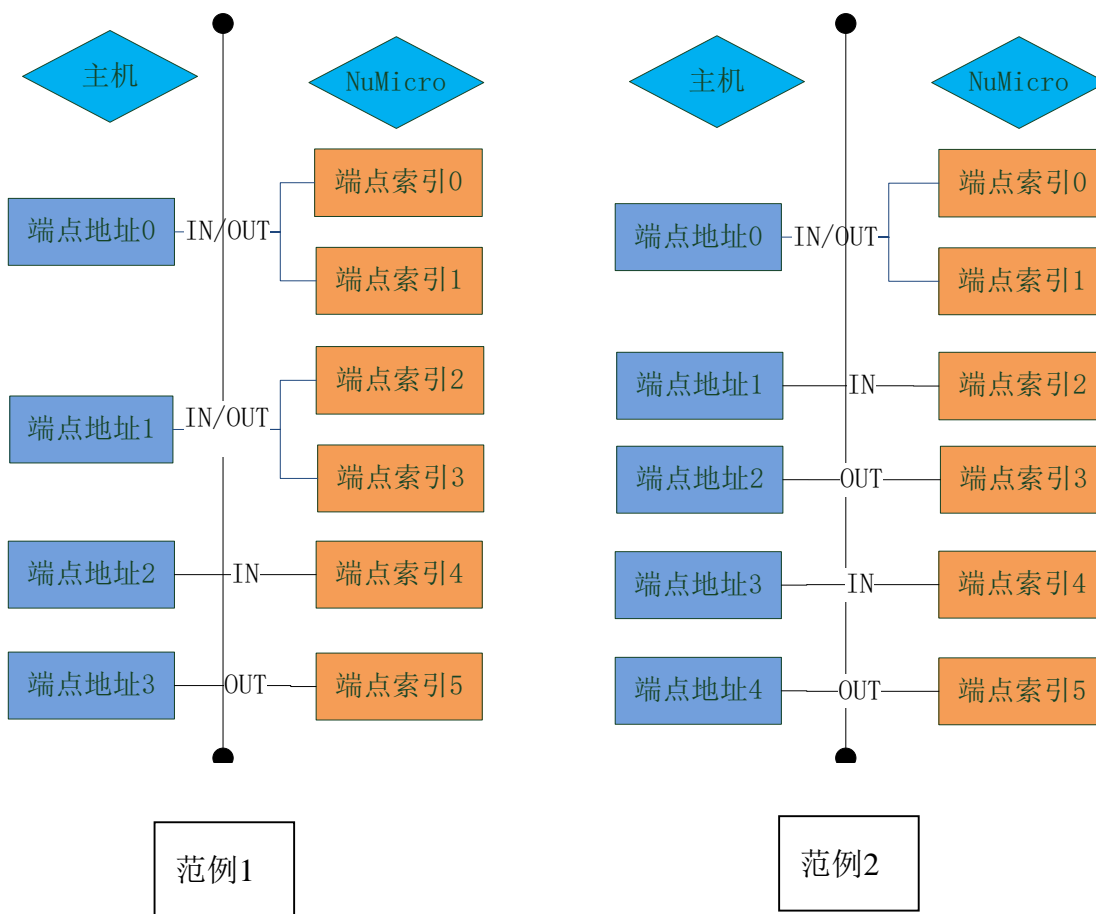 主机
NuMicro
端点索引0
端点地址0
IN/OUT
端点索引1
端点索引2
端点地址1
IN/OUT
端点索引3
端点地址2
IN
端点索引4
端点地址3
OUT
端点索引5
范例1
主机
NuMicro
端点索引0
端点地址0
IN/OUT
端点索引1
端点地址1
IN
端点索引2
端点地址2
OUT
端点索引3
端点地址3
IN
端点索引4
端点地址4
OUT
端点索引5
范例2